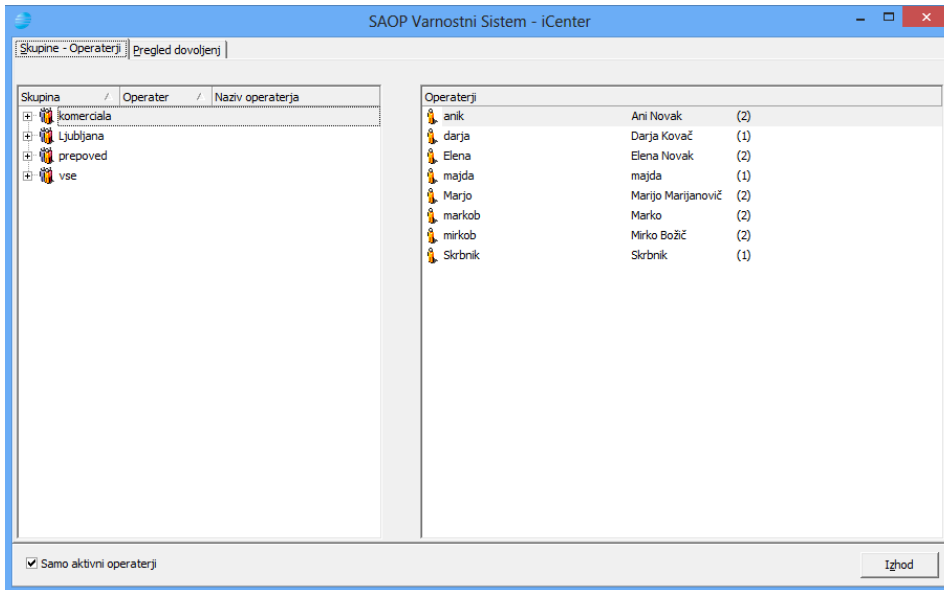 SAOP Varnostni Sistem - iCenter
Skupine - Operaterji Pregled dovoljenj
Skupina Operater Naziv operaterja
komerciala
Ljubljana
prepoved
vse
Operaterji
anik Ani Novak (2)
darja Darja Kovač (1)
Elena Elena Novak (2)
majda majda (1)
Marjo Marijo Marijanovič (2)
markob Marko (2)
mirkob Mirko Božič (2)
Skrbnik Skrbnik (1)
Samo aktivni operaterji
Izhod